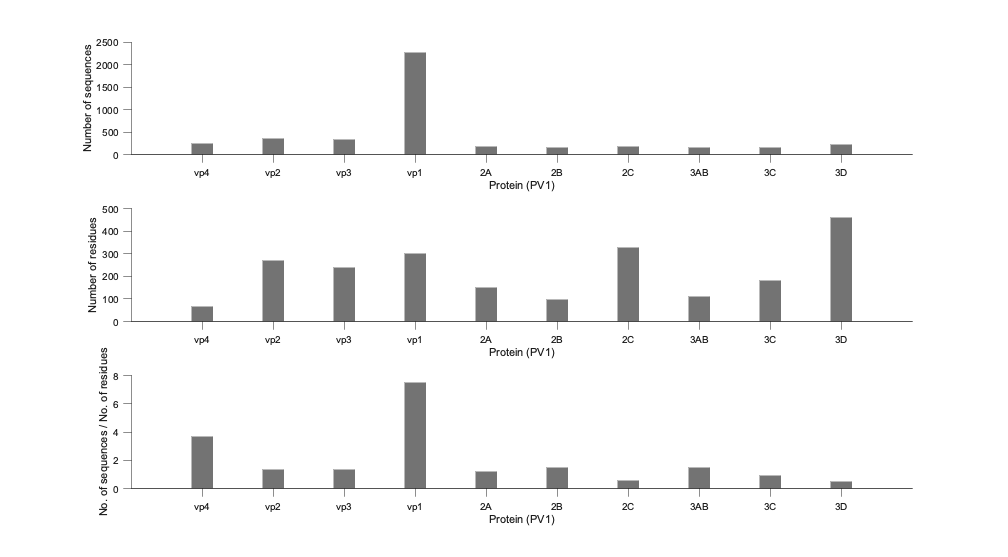 Number of sequences
2500
2000
1500
1000
500
0
vp4 vp2 vp3 vp1 2A 2B 2C 3AB 3C 3D
Protein (PV1)
Number of residues
500
400
300
200
100
0
vp4 vp2 vp3 vp1 2A 2B 2C 3AB 3C 3D
Protein (PV1)
No. of sequences / No. of residues
8
6
4
2
0
vp4 vp2 vp3 vp1 2A 2B 2C 3AB 3C 3D
Protein (PV1)